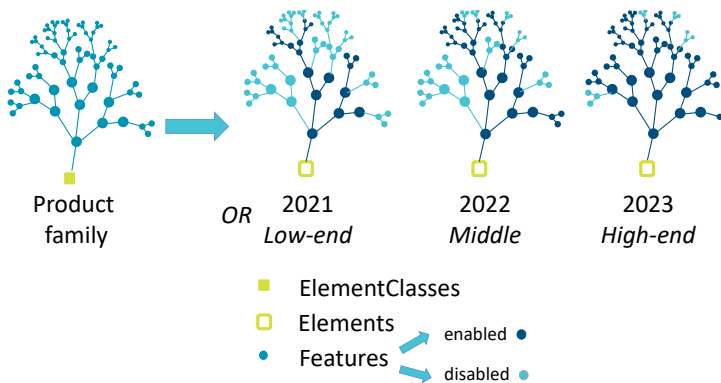 Product
family
OR
2021
Low-end
2022
Middle
2023
High-end
ElementClasses
Elements
Features
enabled
disabled